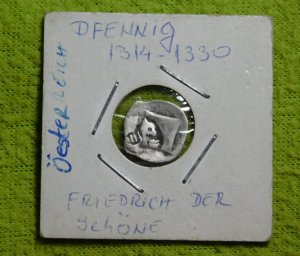 PFENNIG
1314-1330
Österreich
FRIEDRICH DER
SCHÖNE